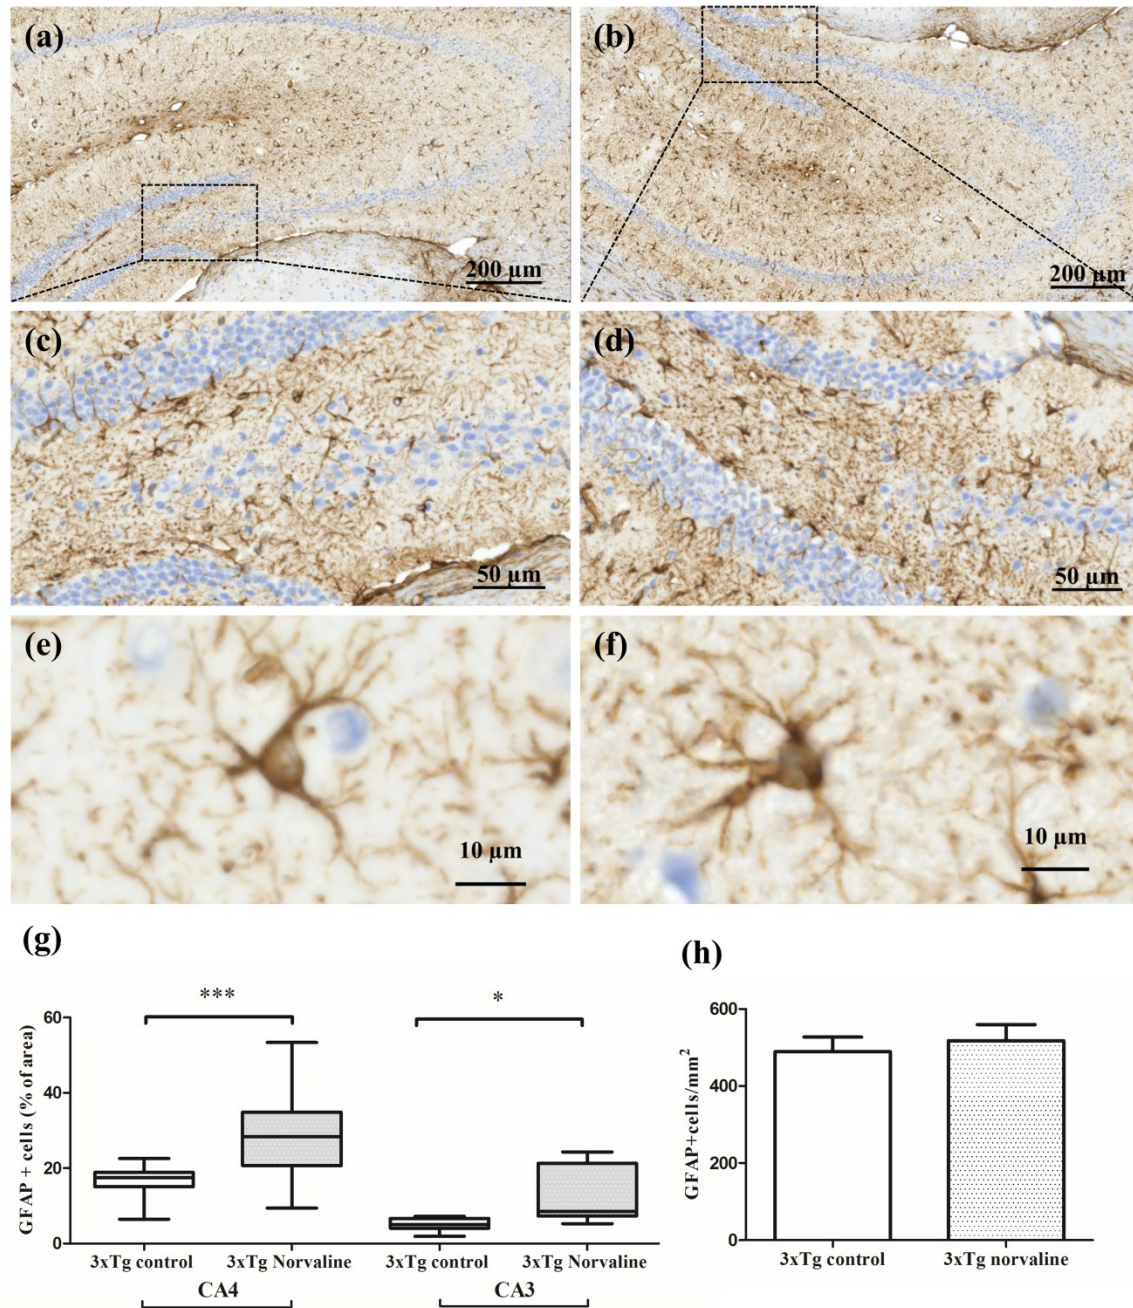 (a)
(b)
200 µm
200 µm
(c)
(d)
50 µm
50 µm
(e)
(f)
10 µm
10 µm
(g)
(h)
***
*
GFAP + cells (% of area)
60
40
20
0
3xTg control
3xTg Norvaline
3xTg control
3xTg Norvaline
CA4
CA3
GFAP+cells/mm²
600
400
200
0
3xTg control
3xTg norvaline